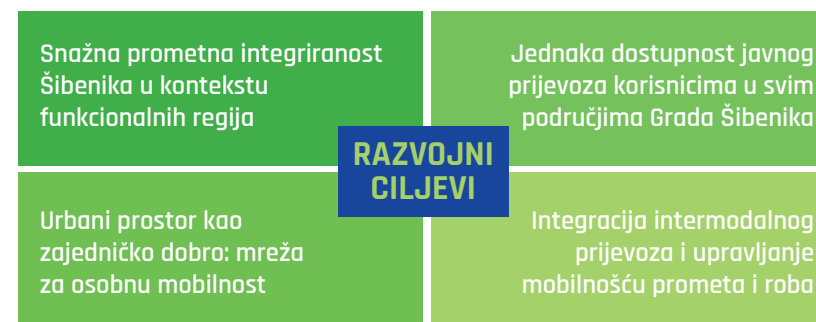 Snažna prometna integriranost
Šibenika u kontekstu
funkcionalnih regija
Jednaka dostupnost javnog
prijevoza korisnicima u svim
područjima Grada Šibenika
RAZVOJNI
CILJEVI
Urbani prostor kao
zajedničko dobro: mreža
za osobnu mobilnost
Integracija intermodalnog
prijevoza i upravljanje
mobilnošću prometa i roba